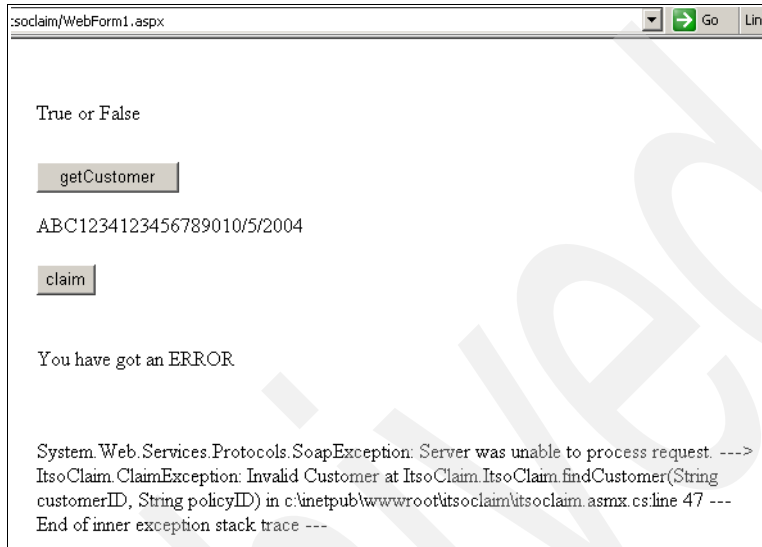 :soclaim/WebForm1.aspx Go Lin
True or False
getCustomer
ABC1234123456789010/5/2004
claim
You have got an ERROR
System.Web.Services.Protocols.SoapException: Server was unable to process request. --->
ItsoClaim.ClaimException: Invalid Customer at ItsoClaim.ItsoClaim.findCustomer(String
customerID, String policyID) in c:\inetpub\wwwroot\itsoclaim\itsoclaim.asmx.cs:line 47 ---
End of inner exception stack trace ---